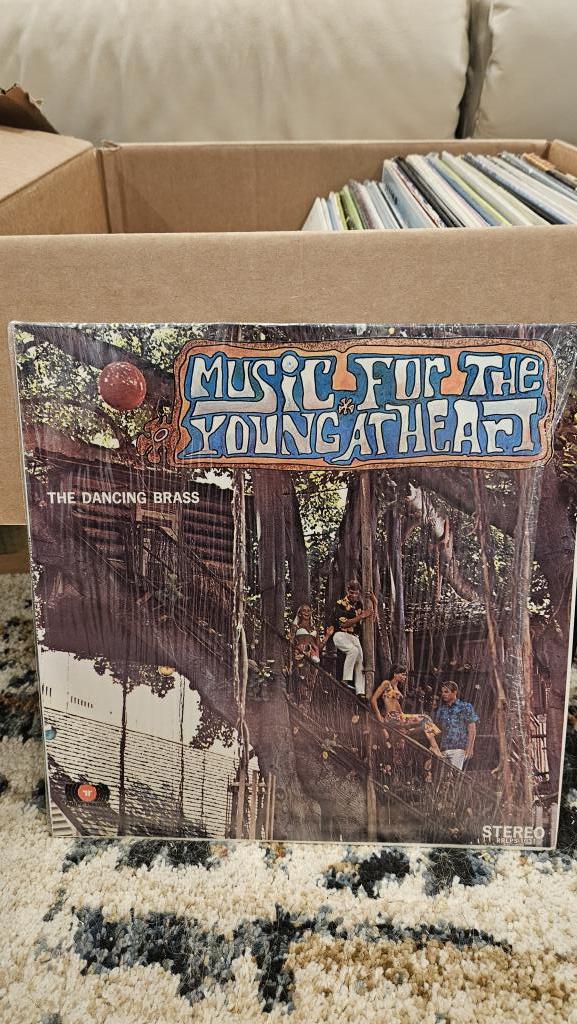 MUSIC FOR THE
YOUNG AT HEART
THE DANCING BRASS
STEREO